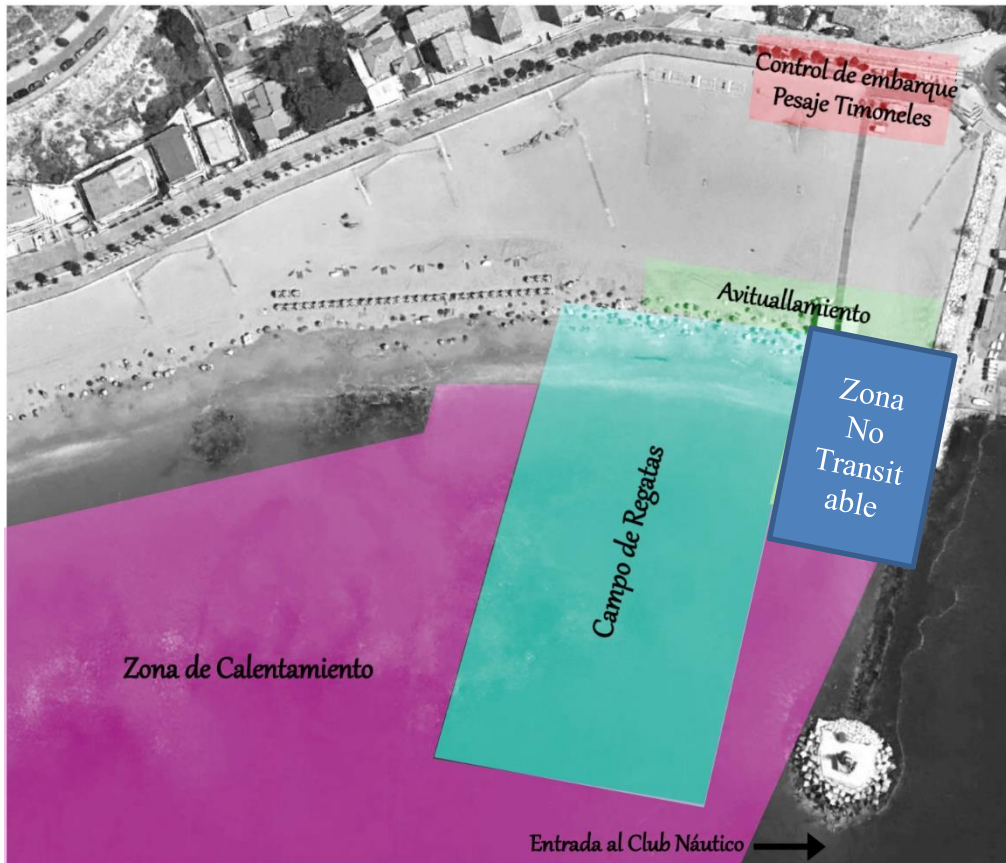 Control de embarque
Pesaje Timoneles
Avituallamiento
Zona
No
Transit
able
Campo de Regatas
Zona de Calentamiento
Entrada al Club Náutico